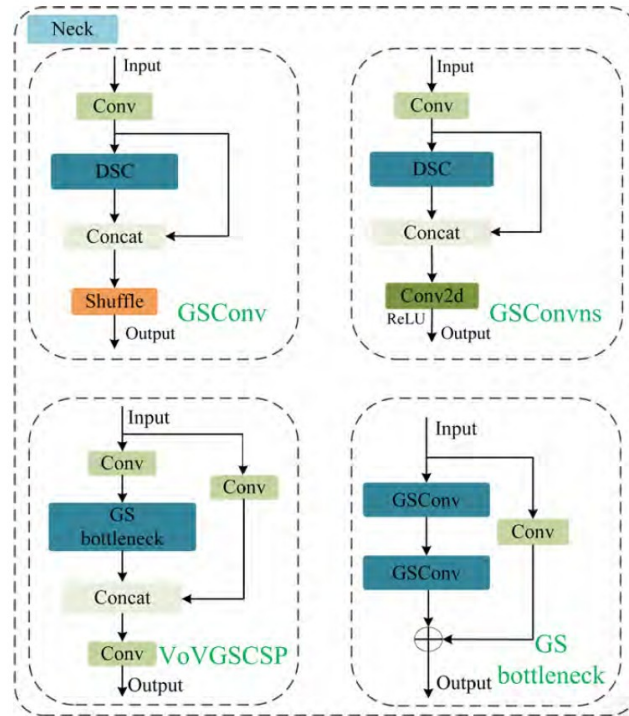 Neck
Input
Conv
DSC
Concat
Shuffle
GSConv
Output
Input
Conv
DSC
Concat
Conv2d
ReLU
GSConvns
Output
Input
Conv
Conv
GS
bottleneck
Concat
Conv
VoVGSCSP
Output
Input
GSConv
Conv
GSConv
GS
bottleneck
Output